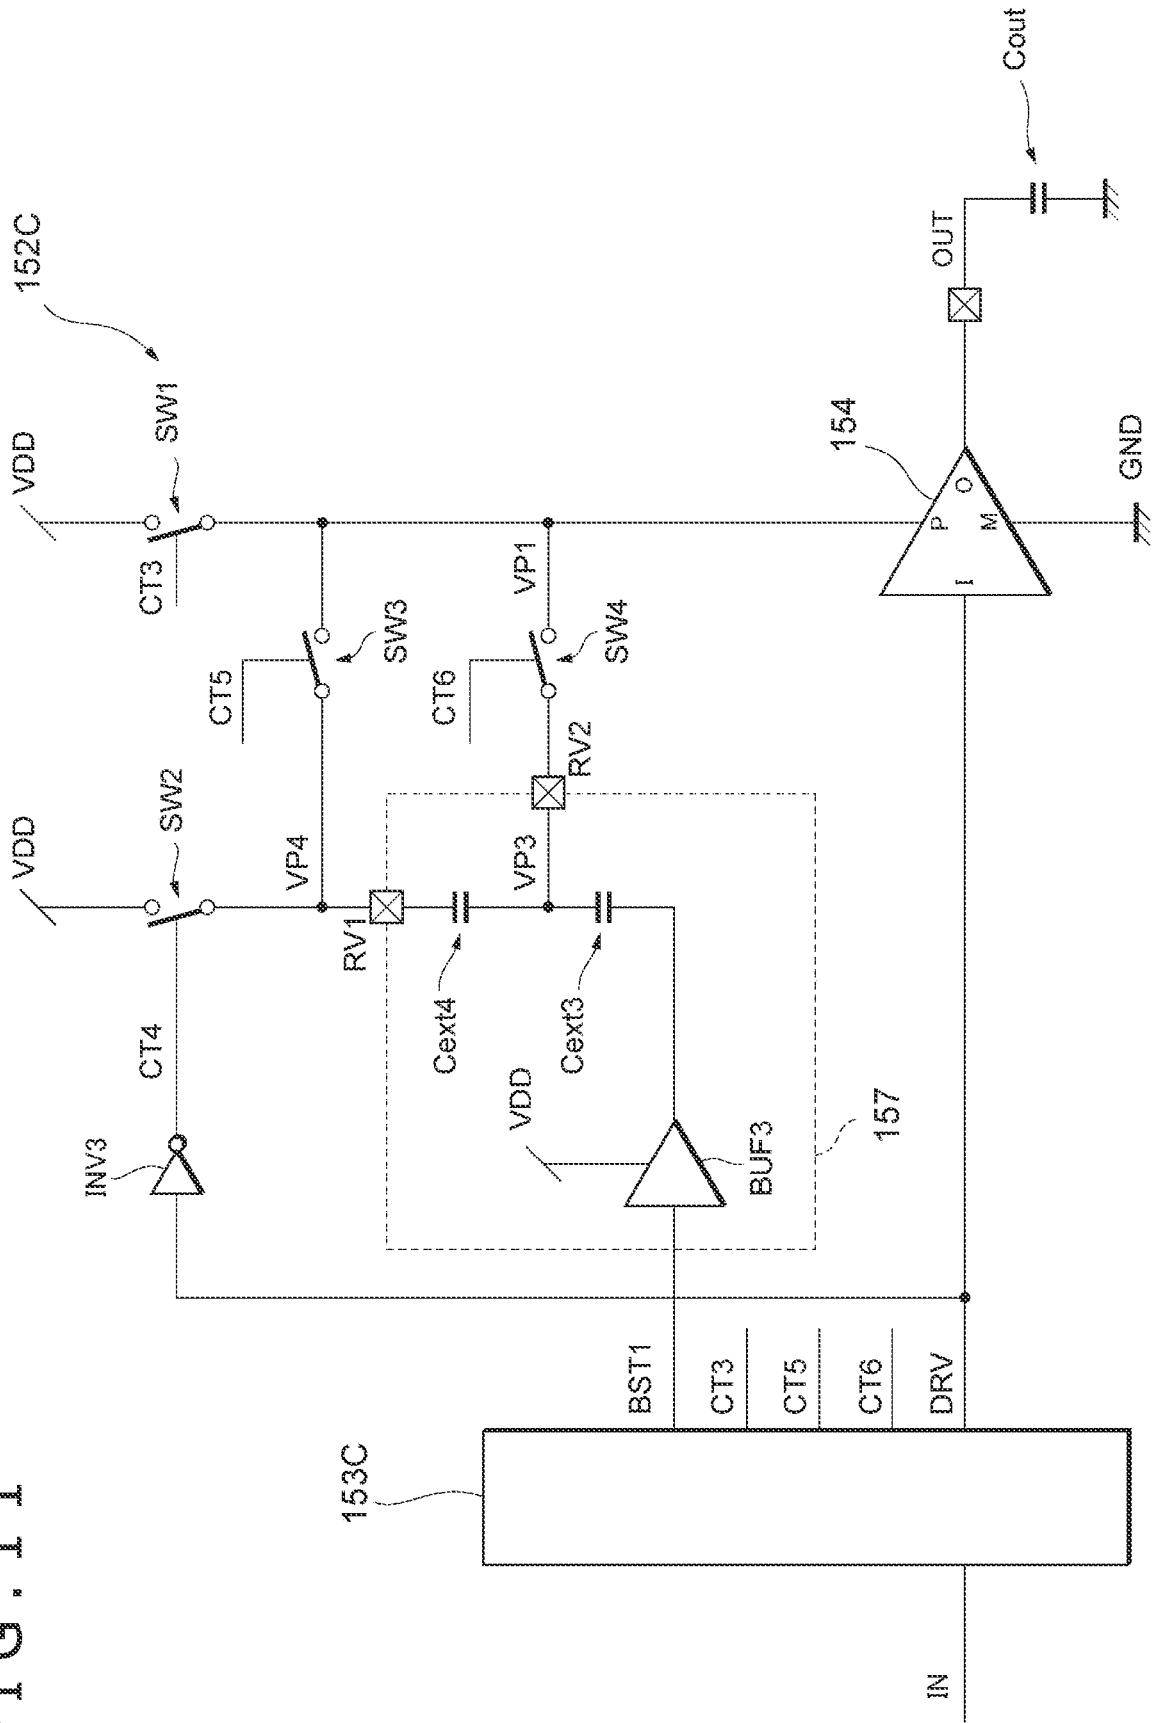 FIG. 11
152C
VDD
SW1
CT3
VDD
SW2
CT4
INV3
VP4
CT5
SW3
VP1
CT6
SW4
RV1
RV2
VP3
Cext4
Cext3
VDD
BUF3
157
153C
BST1
CT3
CT5
CT6
DRV
IN
154
P
I
O
M
GND
OUT
Cout